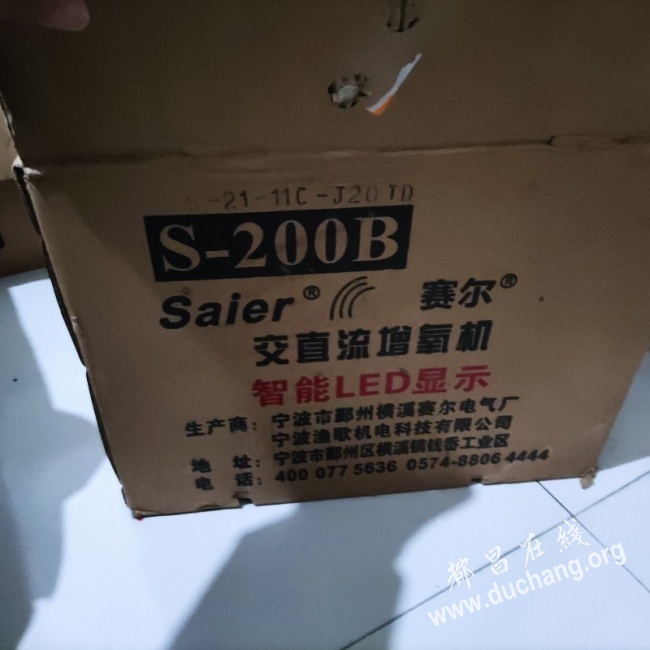 S-200B
Saier® 赛尔®
交直流增氧机
智能LED显示
生产商：宁波市鄞州横溪赛尔电气厂
宁波渔歌机电科技有限公司
地 址：宁波市鄞州区横溪镇钱香工业区
电 话：400 077 5636 0574-8806 4444
都昌在线
www.duchang.org